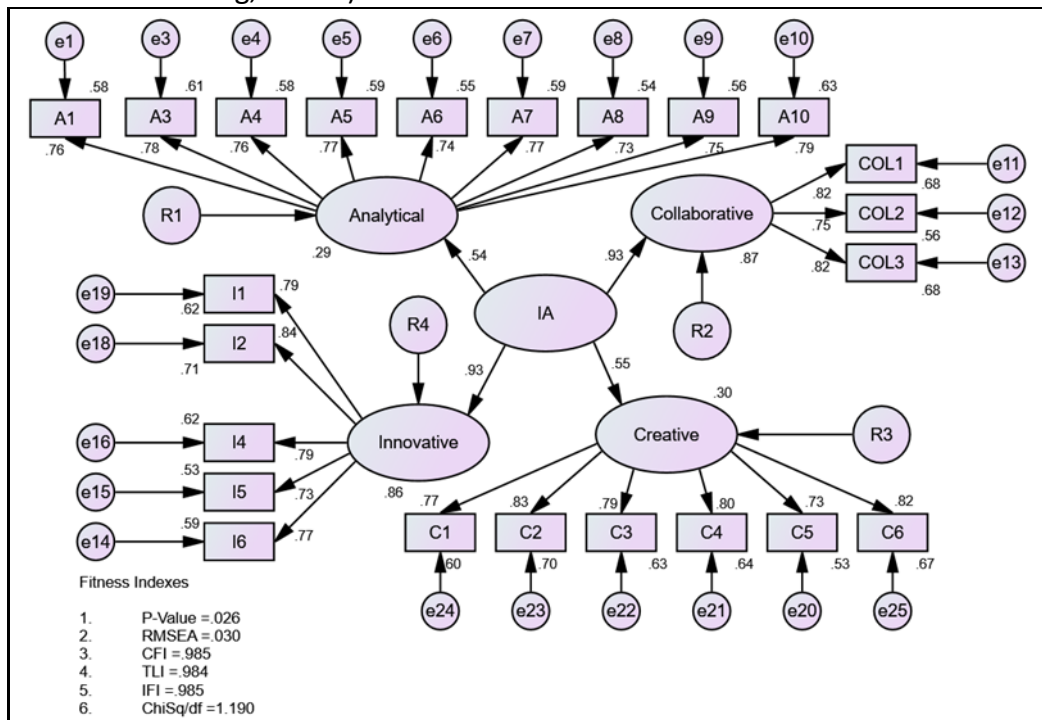 e1 e3 e4 e5 e6 e7 e8 e9 e10
.58 .61 .58 .59 .55 .59 .54 .56 .63
A1 A3 A4 A5 A6 A7 A8 A9 A10
.76 .78 .76 .77 .74 .77 .73 .75 .79
COL1 e11
.82 .68
R1 Analytical Collaborative COL2 e12
.75 .56
.29 .54 .93 .87 .82 COL3 e13
.68
e19 I1 .79
.62
IA
R4 R2
e18 I2 .84
.71
.93 .55
.30
e16 .62 I4 .79
Innovative Creative R3
e15 .53 I5 .73
.86
e14 .59 I6 .77
.77 .83 .79 .80 .73 .82
C1 C2 C3 C4 C5 C6
.60 .70 .63 .64 .53 .67
e24 e23 e22 e21 e20 e25
Fitness Indexes
1. P-Value =.026
2. RMSEA =.030
3. CFI =.985
4. TLI =.984
5. IFI =.985
6. ChiSq/df =1.190